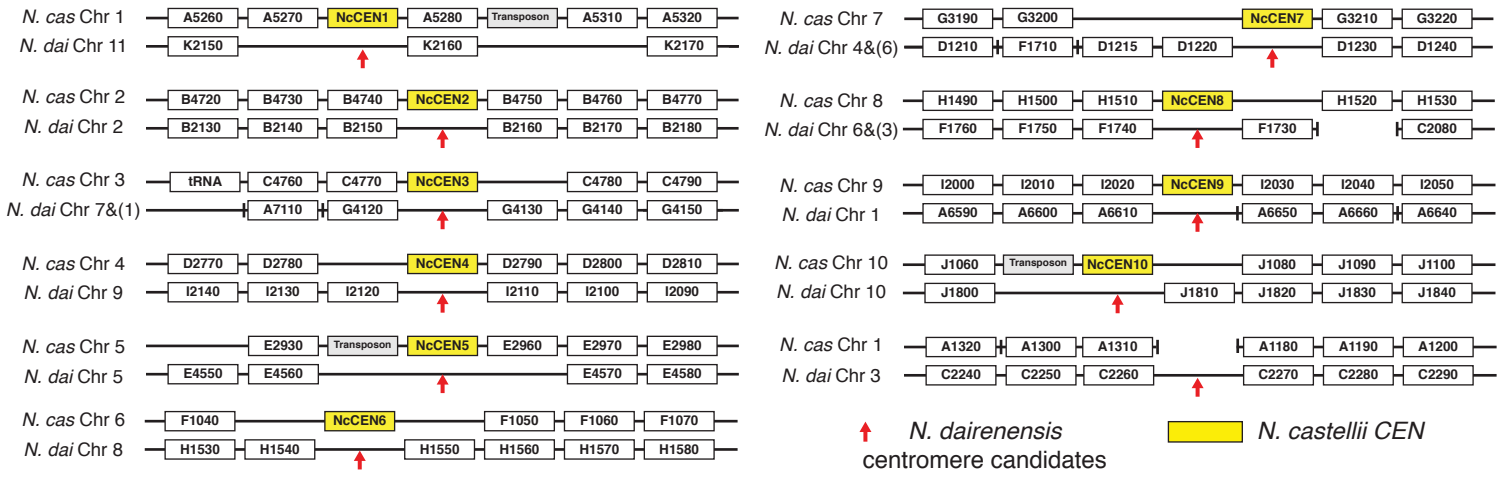 N. cas Chr 1 A5260 A5270 NcCEN1 A5280 Transposon A5310 A5320
N. dai Chr 11 K2150 K2160 K2170
N. cas Chr 2 B4720 B4730 B4740 NcCEN2 B4750 B4760 B4770
N. dai Chr 2 B2130 B2140 B2150 B2160 B2170 B2180
N. cas Chr 3 tRNA C4760 C4770 NcCEN3 C4780 C4790
N. dai Chr 7&(1) A7110 G4120 G4130 G4140 G4150
N. cas Chr 4 D2770 D2780 NcCEN4 D2790 D2800 D2810
N. dai Chr 9 I2140 I2130 I2120 I2110 I2100 I2090
N. cas Chr 5 E2930 Transposon NcCEN5 E2960 E2970 E2980
N. dai Chr 5 E4550 E4560 E4570 E4580
N. cas Chr 6 F1040 NcCEN6 F1050 F1060 F1070
N. dai Chr 8 H1530 H1540 H1550 H1560 H1570 H1580
N. cas Chr 7 G3190 G3200 NcCEN7 G3210 G3220
N. dai Chr 4&(6) D1210 F1710 D1215 D1220 D1230 D1240
N. cas Chr 8 H1490 H1500 H1510 NcCEN8 H1520 H1530
N. dai Chr 6&(3) F1760 F1750 F1740 F1730 C2080
N. cas Chr 9 I2000 I2010 I2020 NcCEN9 I2030 I2040 I2050
N. dai Chr 1 A6590 A6600 A6610 A6650 A6660 A6640
N. cas Chr 10 J1060 Transposon NcCEN10 J1080 J1090 J1100
N. dai Chr 10 J1800 J1810 J1820 J1830 J1840
N. cas Chr 1 A1320 A1300 A1310 A1180 A1190 A1200
N. dai Chr 3 C2240 C2250 C2260 C2270 C2280 C2290
N. dairenensis
centromere candidates
N. castellii CEN